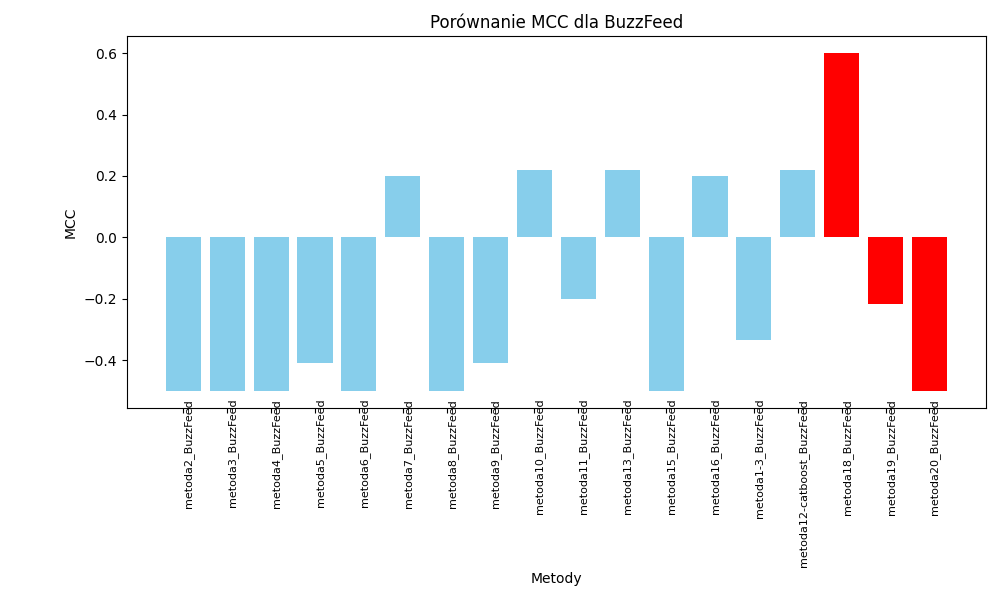 Porównanie MCC dla BuzzFeed
MCC
0.6
0.4
0.2
0.0
−0.2
−0.4
metoda2_BuzzFeed
metoda3_BuzzFeed
metoda4_BuzzFeed
metoda5_BuzzFeed
metoda6_BuzzFeed
metoda7_BuzzFeed
metoda8_BuzzFeed
metoda9_BuzzFeed
metoda10_BuzzFeed
metoda11_BuzzFeed
metoda13_BuzzFeed
metoda15_BuzzFeed
metoda16_BuzzFeed
metoda1-3_BuzzFeed
metoda12-catboost_BuzzFeed
metoda18_BuzzFeed
metoda19_BuzzFeed
metoda20_BuzzFeed
Metody